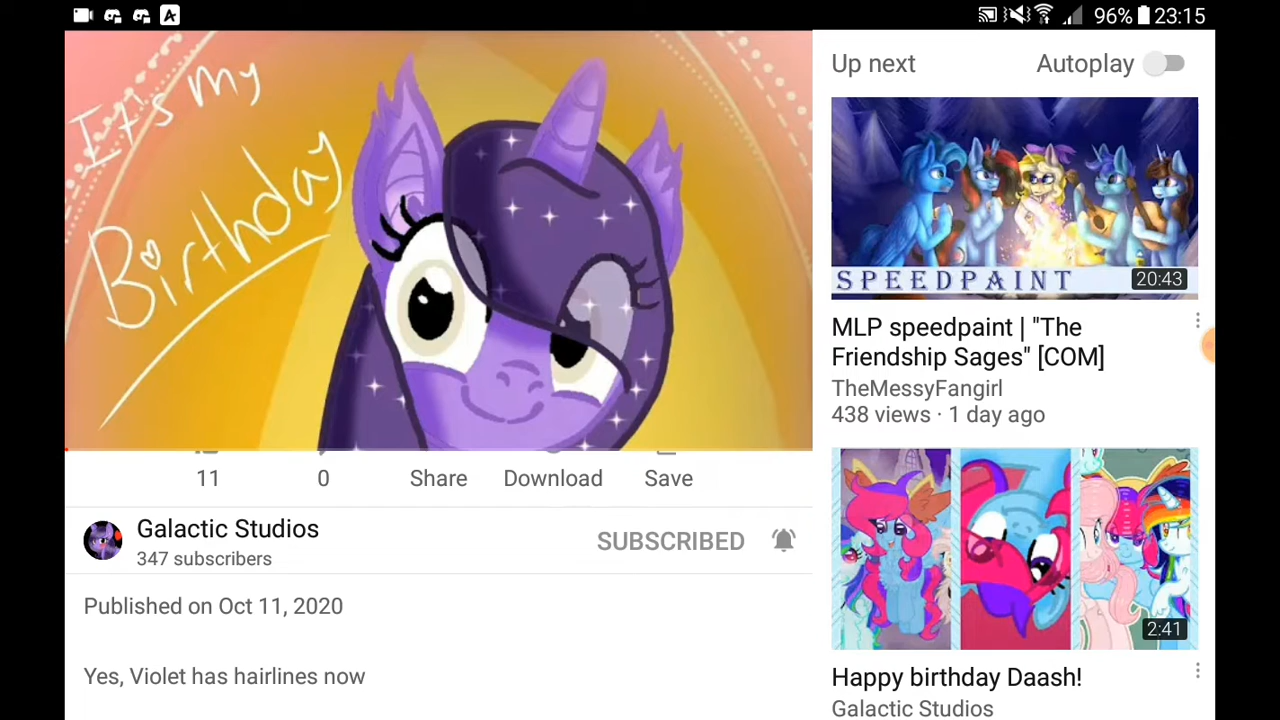 96% 23:15
It's my
Birthday
11
0
Share
Download
Save
Galactic Studios
347 subscribers
SUBSCRIBED
Published on Oct 11, 2020
Yes, Violet has hairlines now
Up next
Autoplay
SPEEDPAINT
20:43
MLP speedpaint | "The
Friendship Sages" [COM]
TheMessyFangirl
438 views · 1 day ago
2:41
Happy birthday Daash!
Galactic Studios